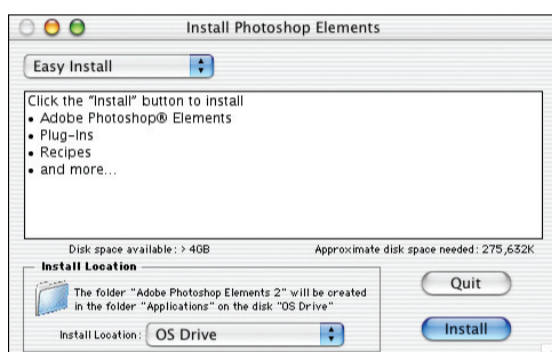 Install Photoshop Elements
Easy Install
Click the "Install" button to install
• Adobe Photoshop® Elements
• Plug-Ins
• Recipes
• and more...
Disk space available: > 4GB Approximate disk space needed: 275,632K
Install Location
The folder "Adobe Photoshop Elements 2" will be created
in the folder "Applications" on the disk "OS Drive"
Install Location: OS Drive
Quit
Install